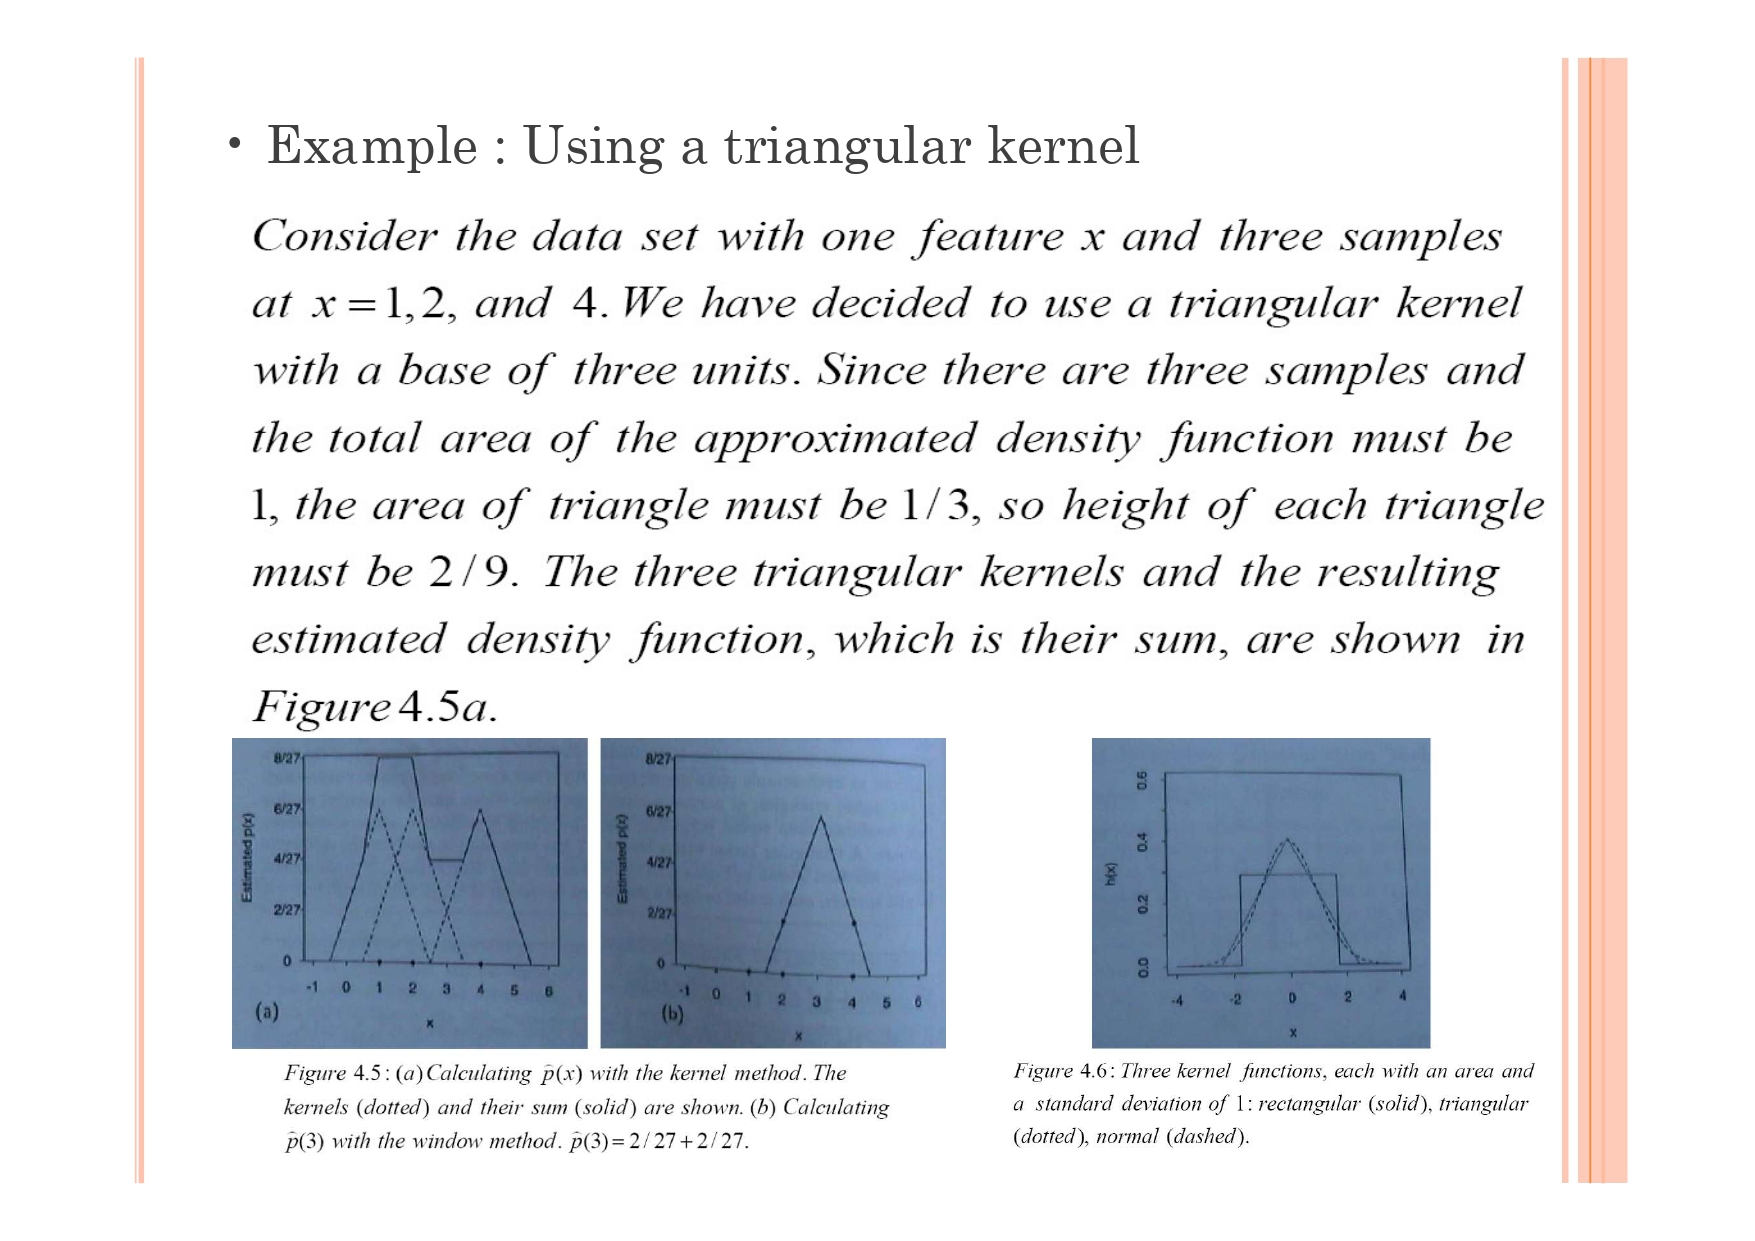 • Example : Using a triangular kernel
Consider the data set with one feature x and three samples
at x = 1, 2, and 4. We have decided to use a triangular kernel
with a base of three units. Since there are three samples and
the total area of the approximated density function must be
1, the area of triangle must be 1/3, so height of each triangle
must be 2/9. The three triangular kernels and the resulting
estimated density function, which is their sum, are shown in
Figure 4.5a.
8/27
6/27
4/27
2/27
0
Estimated p(x)
-1 0 1 2 3 4 5 6
(a)
x
8/27
6/27
4/27
2/27
0
Estimated p(x)
-1 0 1 2 3 4 5 6
(b)
x
0.6
0.4
0.2
0.0
h(x)
-4 -2 0 2 4
x
Figure 4.5: (a) Calculating p̂(x) with the kernel method. The
kernels (dotted) and their sum (solid) are shown. (b) Calculating
p̂(3) with the window method. p̂(3) = 2/27 + 2/27.
Figure 4.6: Three kernel functions, each with an area and
a standard deviation of 1: rectangular (solid), triangular
(dotted), normal (dashed).